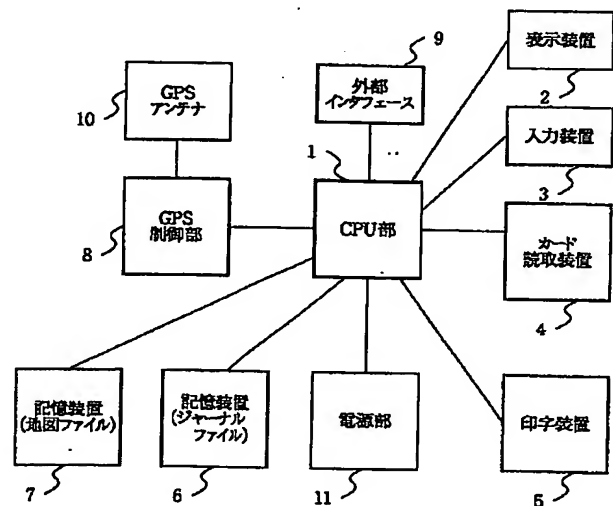 9
表示装置
2
GPS
アンテナ
10
外部
インタフェース
1
入力装置
3
GPS
制御部
8
CPU部
カード
読取装置
4
記憶装置
(地図ファイル)
7
記憶装置
(ジャーナル
ファイル)
6
電源部
11
印字装置
5